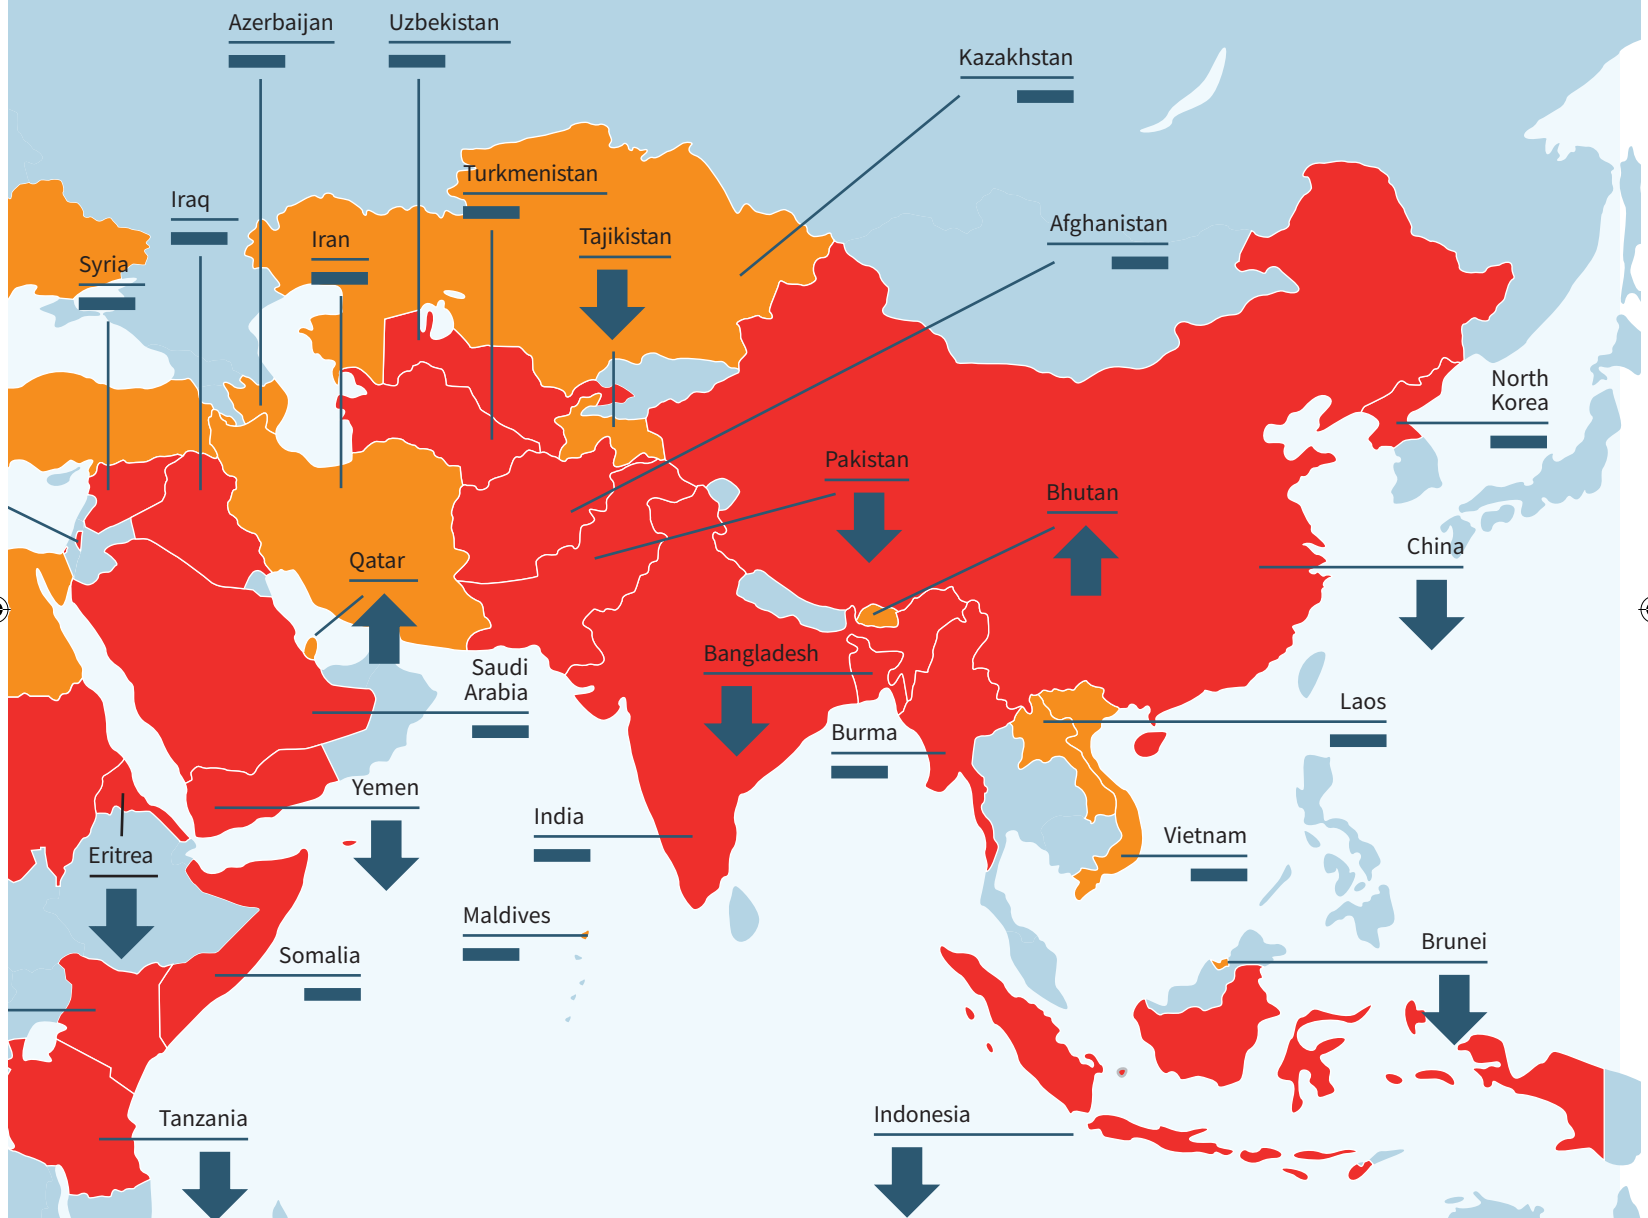 Azerbaijan
Uzbekistan
Kazakhstan
Turkmenistan
Iraq
Afghanistan
Iran
Tajikistan
Syria
North
Korea
Pakistan
Bhutan
China
Qatar
Bangladesh
Saudi
Arabia
Laos
Burma
Yemen
India
Vietnam
Eritrea
Maldives
Brunei
Somalia
Indonesia
Tanzania